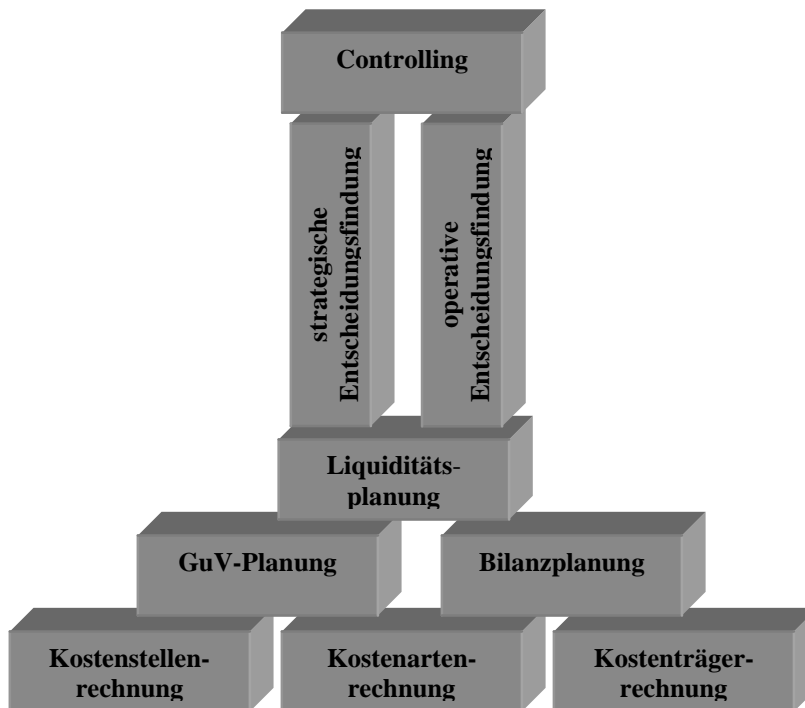 Controlling
strategische
Entscheidungsfindung
operative
Entscheidungsfindung
Liquiditäts-
planung
GuV-Planung
Bilanzplanung
Kostenstellen-
rechnung
Kostenarten-
rechnung
Kostenträger-
rechnung